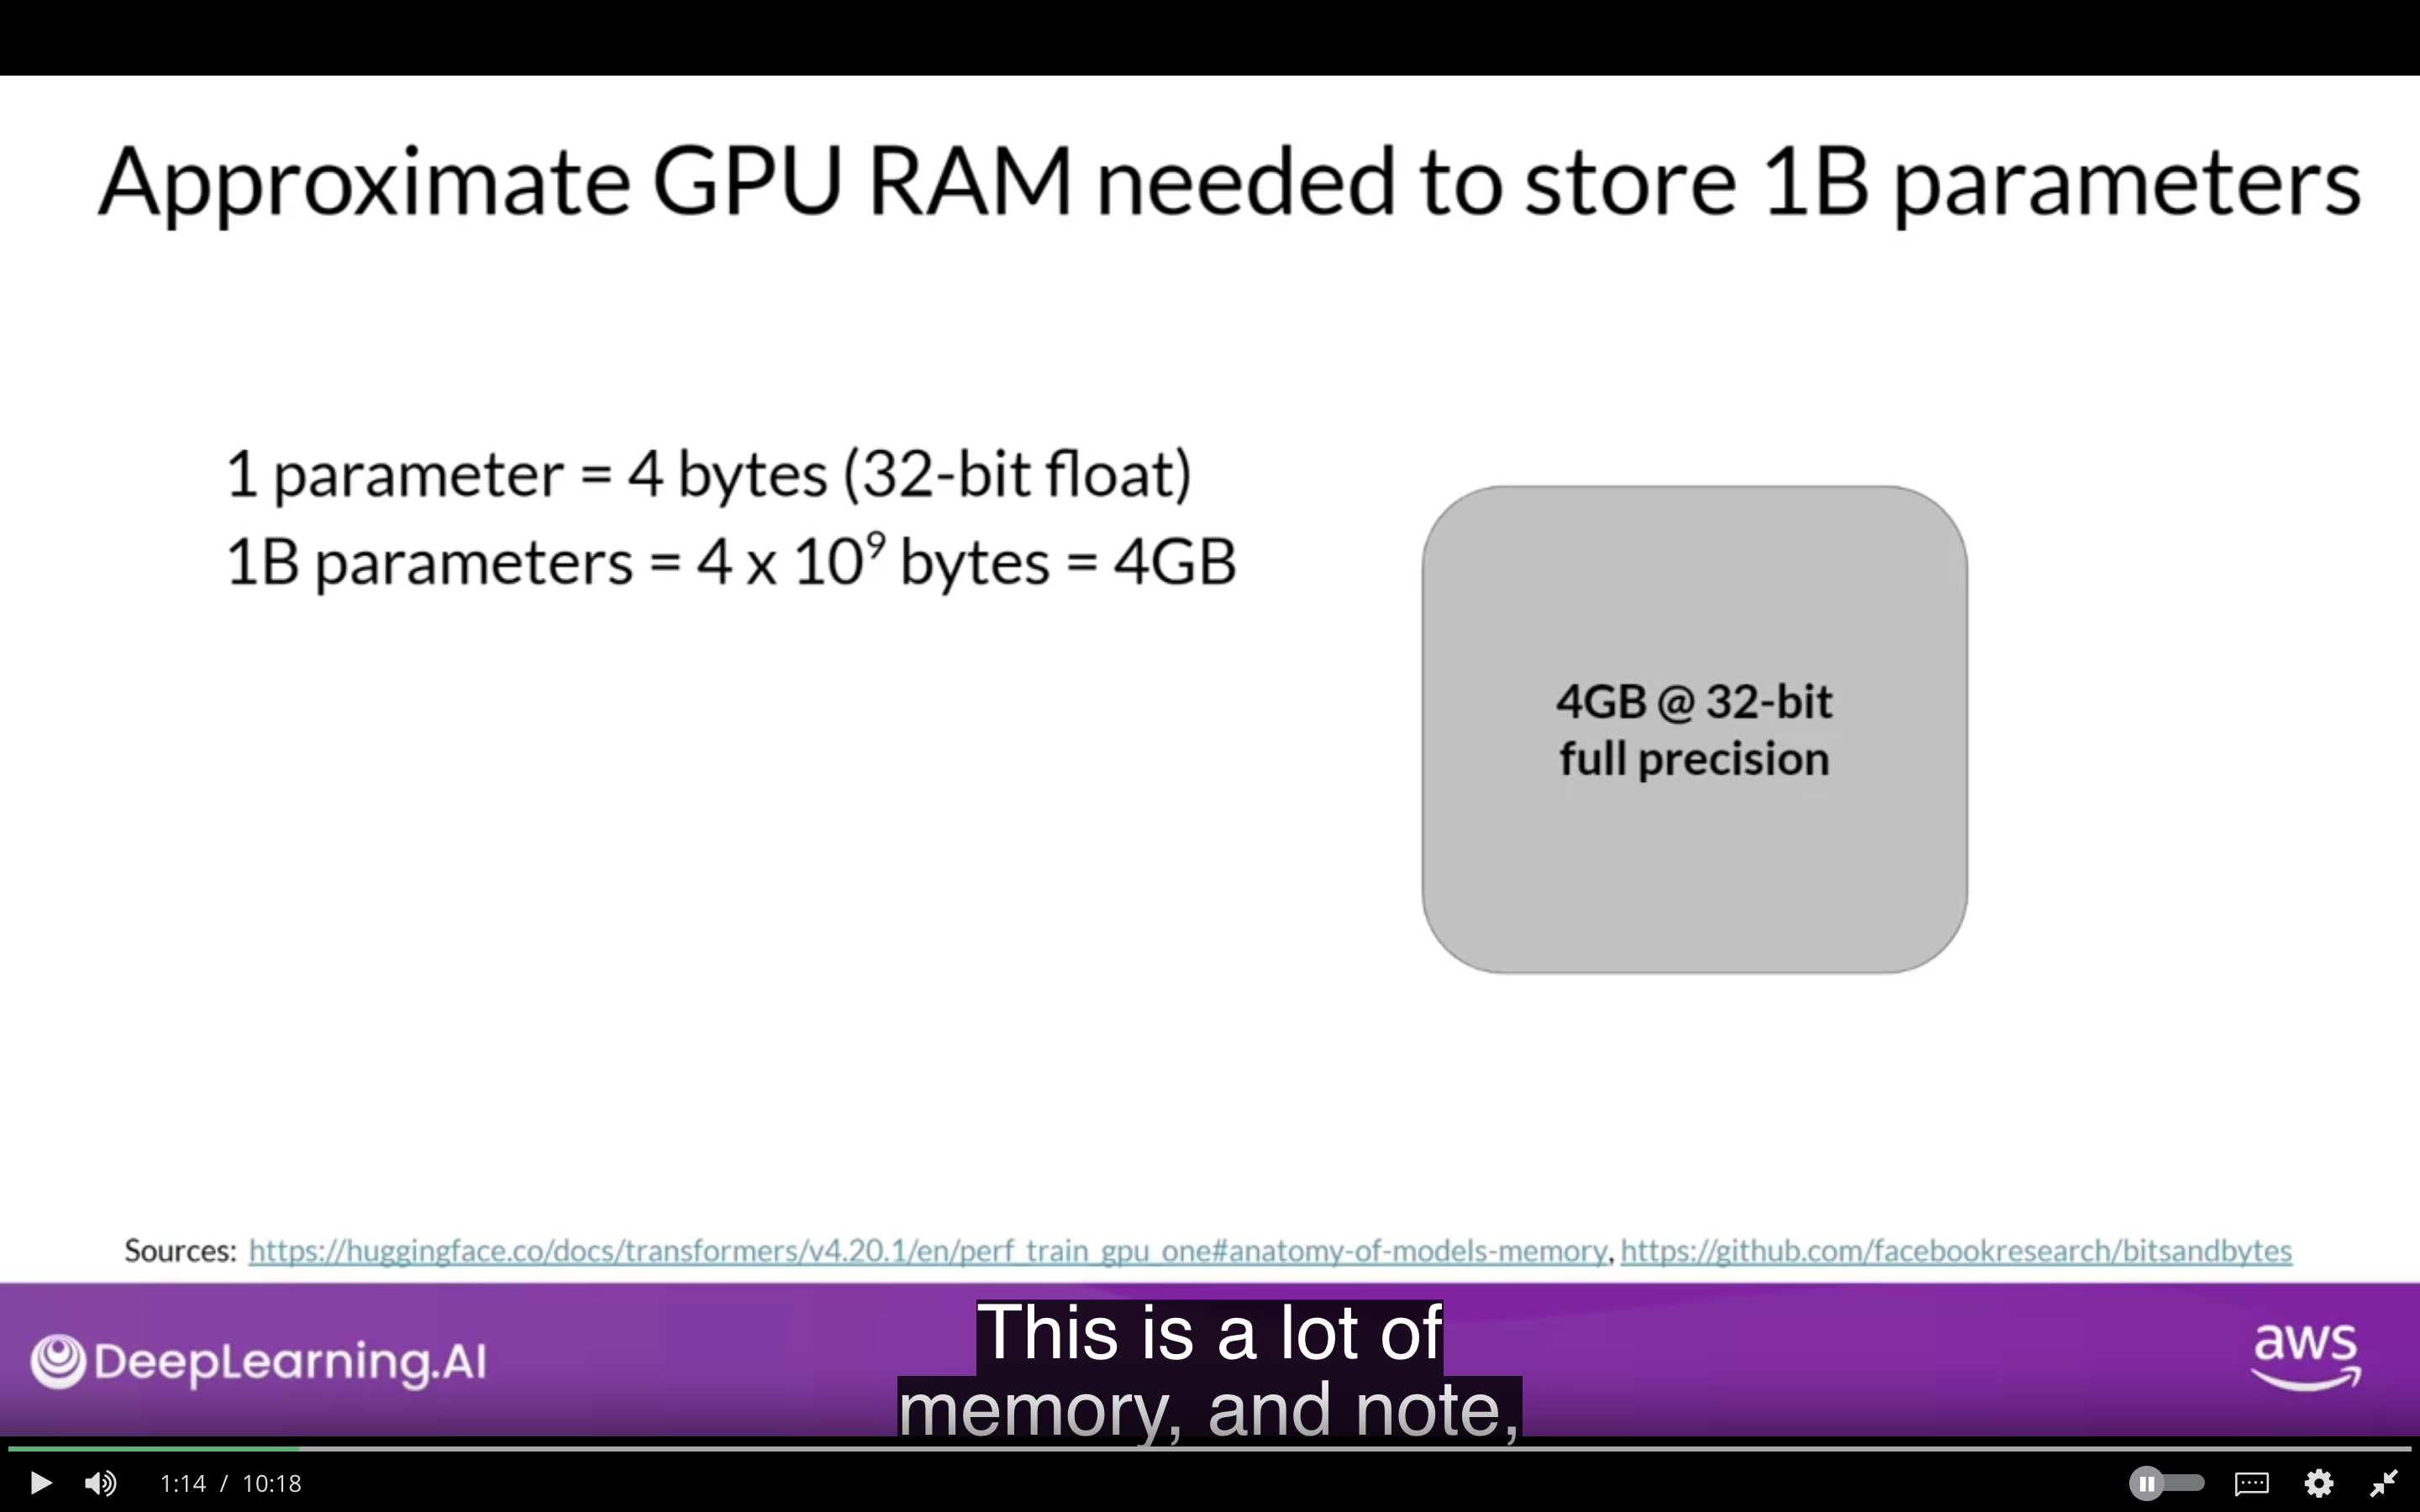 Approximate GPU RAM needed to store 1B parameters
1 parameter = 4 bytes (32-bit float)
1B parameters = 4 x 10⁹ bytes = 4GB
4GB @ 32-bit
full precision
Sources: https://huggingface.co/docs/transformers/v4.20.1/en/perf_train_gpu_one#anatomy-of-models-memory, https://github.com/facebookresearch/bitsandbytes
DeepLearning.AI
This is a lot of
memory, and note,
aws
1:14 / 10:18